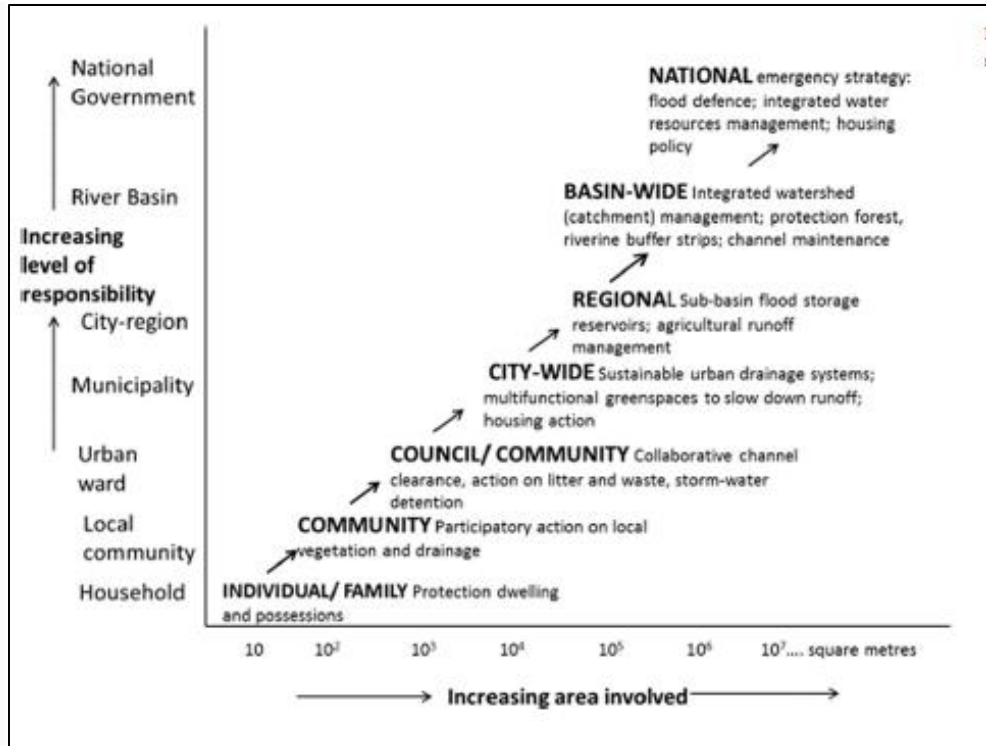 National
Government
NATIONAL emergency strategy:
flood defence; integrated water
resources management; housing
policy
River Basin
BASIN-WIDE Integrated watershed
(catchment) management; protection forest,
riverine buffer strips; channel maintenance
Increasing
level of
responsibility
City-region
REGIONAL Sub-basin flood storage
reservoirs; agricultural runoff
management
Municipality
CITY-WIDE Sustainable urban drainage systems;
multifunctional greenspaces to slow down runoff;
housing action
Urban
ward
COUNCIL/ COMMUNITY Collaborative channel
clearance, action on litter and waste, storm-water
detention
Local
community
COMMUNITY Participatory action on local
vegetation and drainage
Household
INDIVIDUAL/ FAMILY Protection dwelling
and possessions
10 10² 10³ 10⁴ 10⁵ 10⁶ 10⁷.... square metres
Increasing area involved